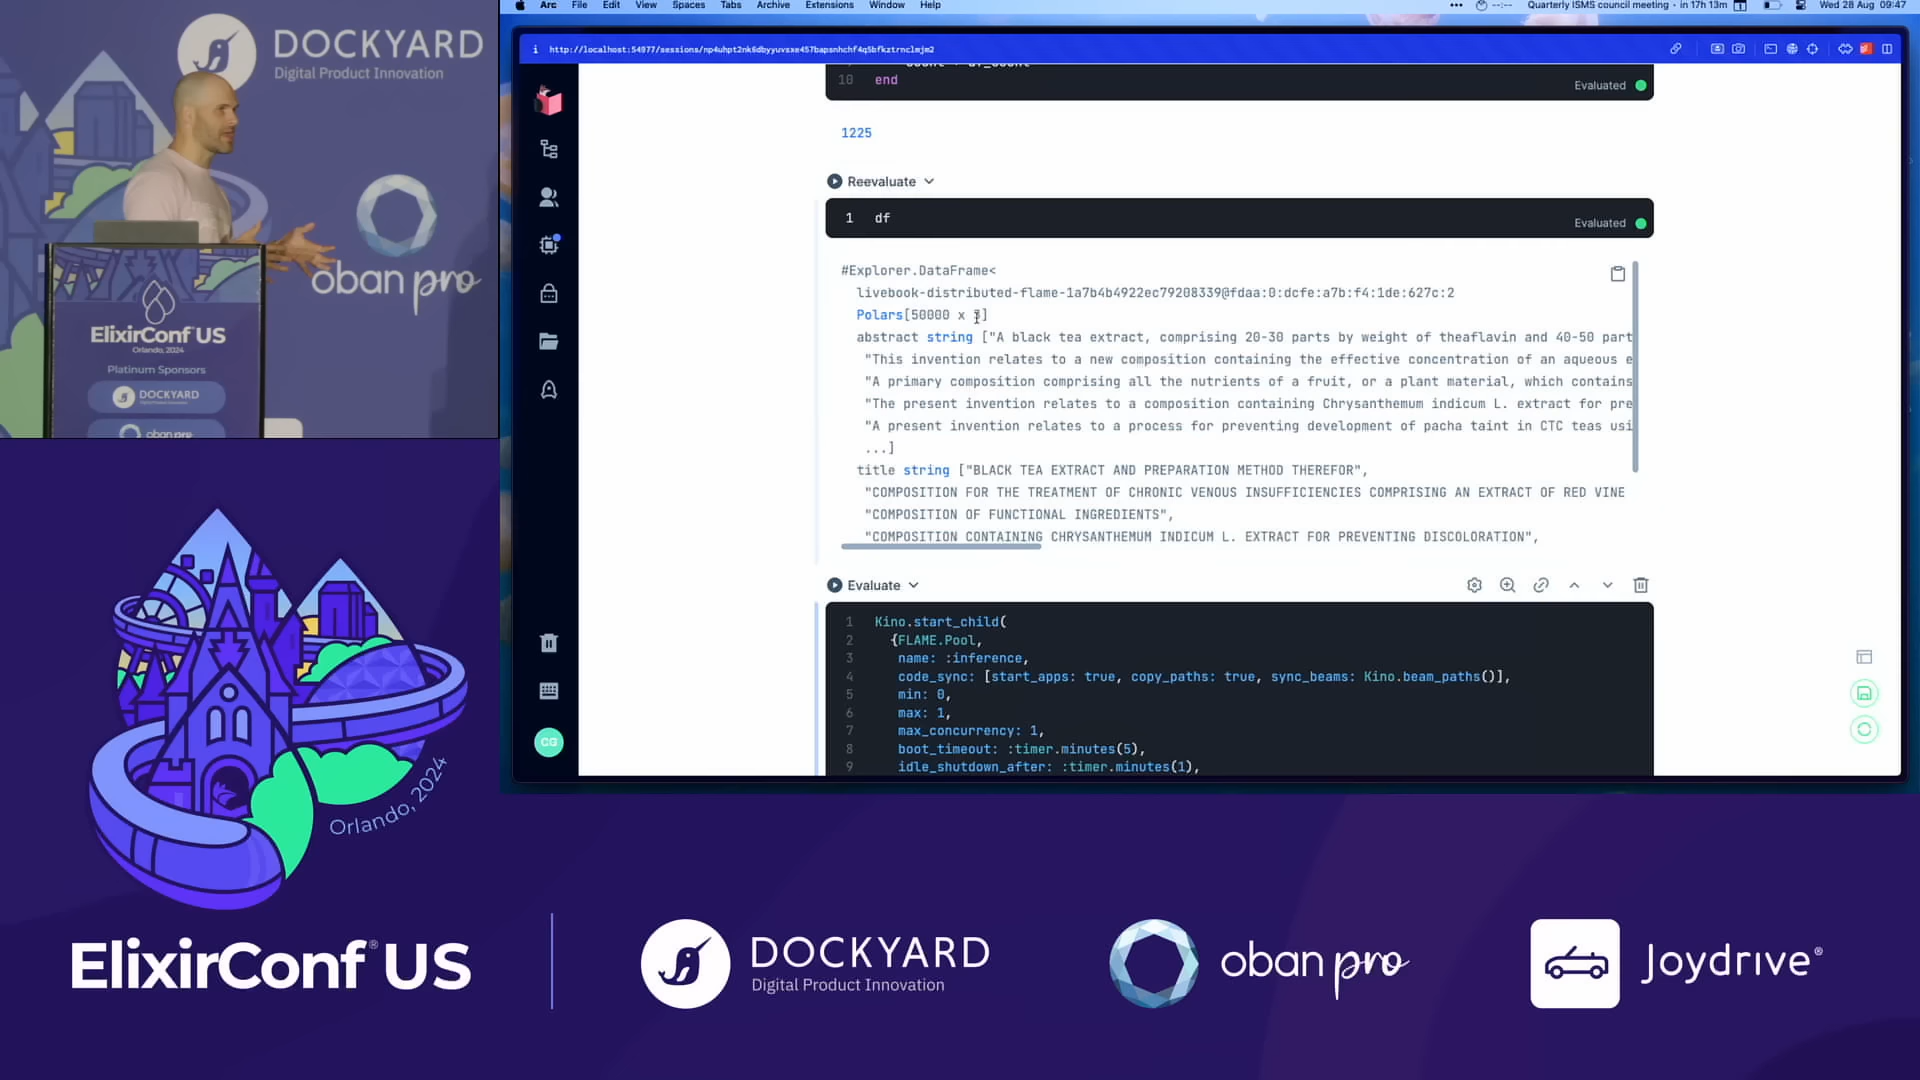 Arc File Edit View Spaces Tabs Archive Extensions Window Help
Quarterly ISMS council meeting · in 17h 13m
Wed 28 Aug 09:47
DOCKYARD
Digital Product Innovation
oban pro
ElixirConf US
Orlando, 2024
Platinum Sponsors
DOCKYARD
oban pro
10 end
Evaluated
1225
Reevaluate
1 df
Evaluated
#Explorer.DataFrame<
livebook-distributed-flame-1a7b4b4922ec79208339@fdaa:0:dcfe:a7b:f4:1de:627c:2
Polars[50000 x ]
abstract string ["A black tea extract, comprising 20-30 parts by weight of theaflavin and 40-50 part
"This invention relates to a new composition containing the effective concentration of an aqueous e
"A primary composition comprising all the nutrients of a fruit, or a plant material, which contains
"The present invention relates to a composition containing Chrysanthemum indicum L. extract for pre
"A present invention relates to a process for preventing development of pacha taint in CTC teas usi
...]
title string ["BLACK TEA EXTRACT AND PREPARATION METHOD THEREFOR",
"COMPOSITION FOR THE TREATMENT OF CHRONIC VENOUS INSUFFICIENCIES COMPRISING AN EXTRACT OF RED VINE
"COMPOSITION OF FUNCTIONAL INGREDIENTS",
"COMPOSITION CONTAINING CHRYSANTHEMUM INDICUM L. EXTRACT FOR PREVENTING DISCOLORATION",
Evaluate
1 Kino.start_child(
2 {FLAME.Pool,
3 name: :inference,
4 code_sync: [start_apps: true, copy_paths: true, sync_beams: Kino.beam_paths()],
5 min: 0,
6 max: 1,
7 max_concurrency: 1,
8 boot_timeout: :timer.minutes(5),
9 idle_shutdown_after: :timer.minutes(1),
CG
Orlando, 2024
ElixirConf® US
DOCKYARD
Digital Product Innovation
oban pro
Joydrive®